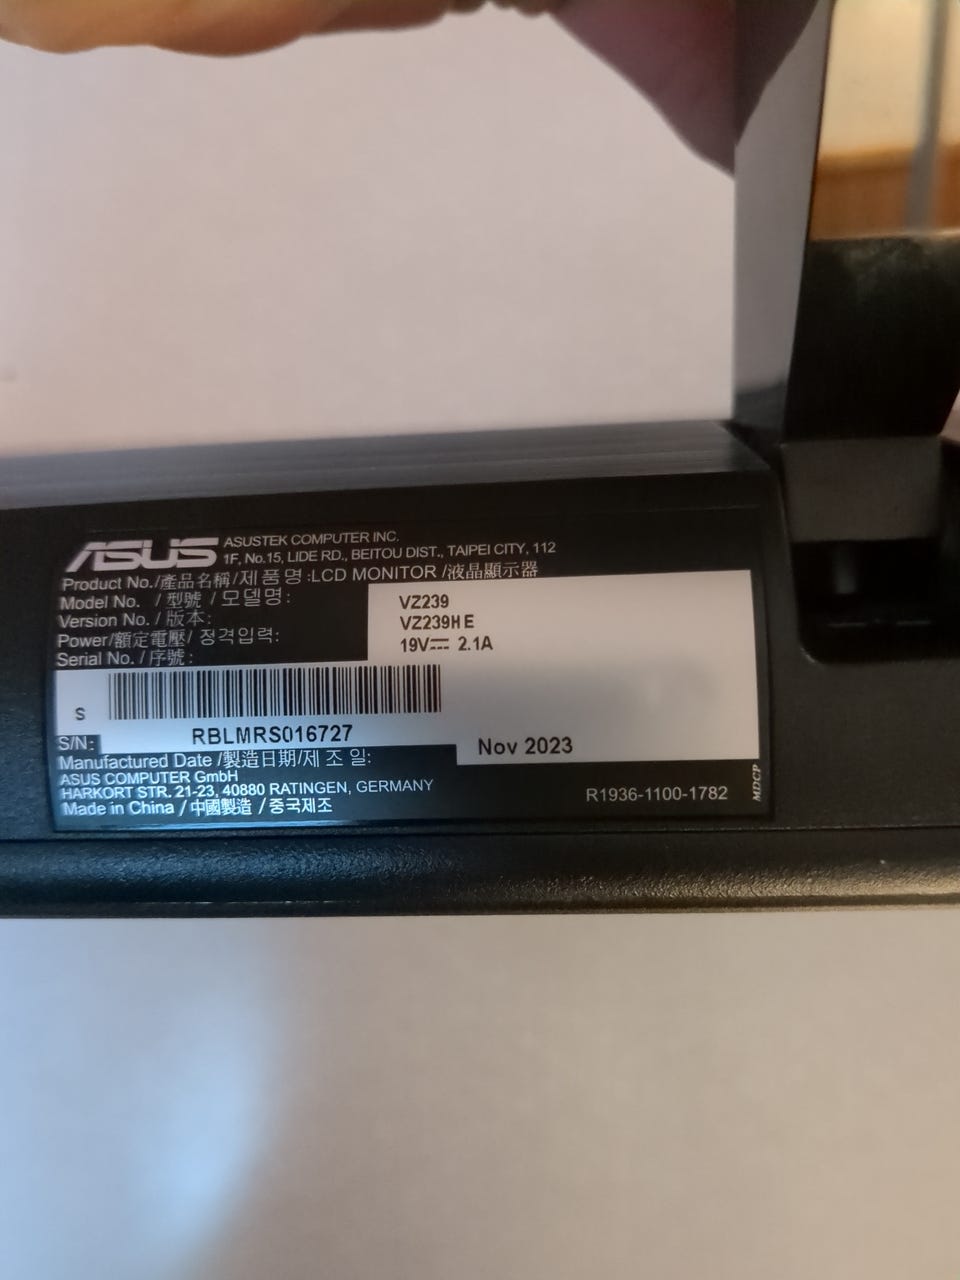 ASUS
ASUSTEK COMPUTER INC.
1F, No.15, LIDE RD., BEITOU DIST., TAIPEI CITY, 112
Product No./產品名稱/제품명:LCD MONITOR /液晶顯示器
Model No. / 型號 / 모델명: VZ239
Version No. / 版本: VZ239HE
Power/額定電壓/ 정격입력: 19V⎓ 2.1A
Serial No. / 序號:
S
S/N: RBLMRS016727
Manufactured Date /製造日期/제 조 일: Nov 2023
ASUS COMPUTER GmbH
HARKORT STR. 21-23, 40880 RATINGEN, GERMANY
Made in China / 中國製造 / 중국제조
R1936-1100-1782
MDCP